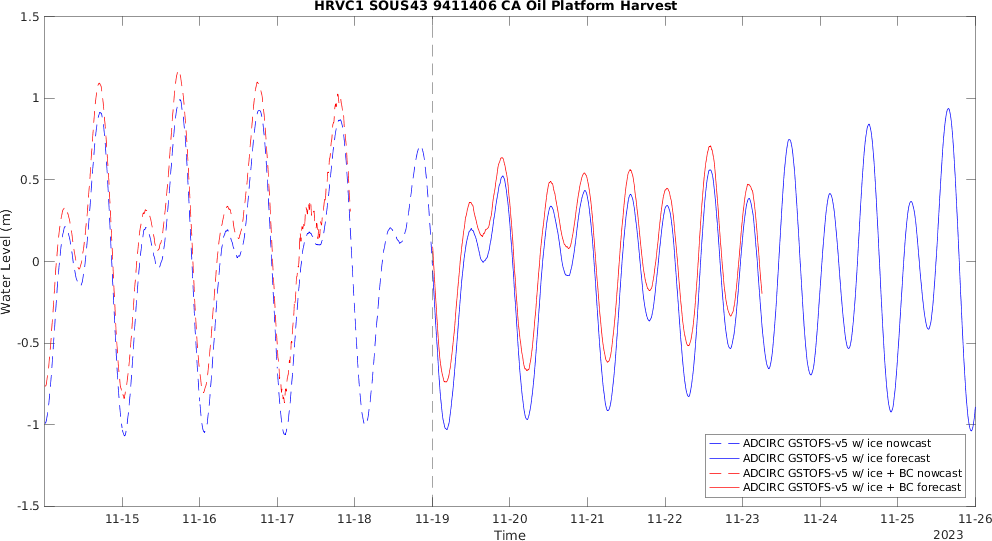 HRVC1 SOUS43 9411406 CA Oil Platform Harvest
1.5
1
0.5
0
-0.5
-1
-1.5
Water Level (m)
11-15
11-16
11-17
11-18
11-19
11-20
11-21
11-22
11-23
11-24
11-25
11-26
Time
2023
ADCIRC GSTOFS-v5 w/ ice nowcast
ADCIRC GSTOFS-v5 w/ ice forecast
ADCIRC GSTOFS-v5 w/ ice + BC nowcast
ADCIRC GSTOFS-v5 w/ ice + BC forecast